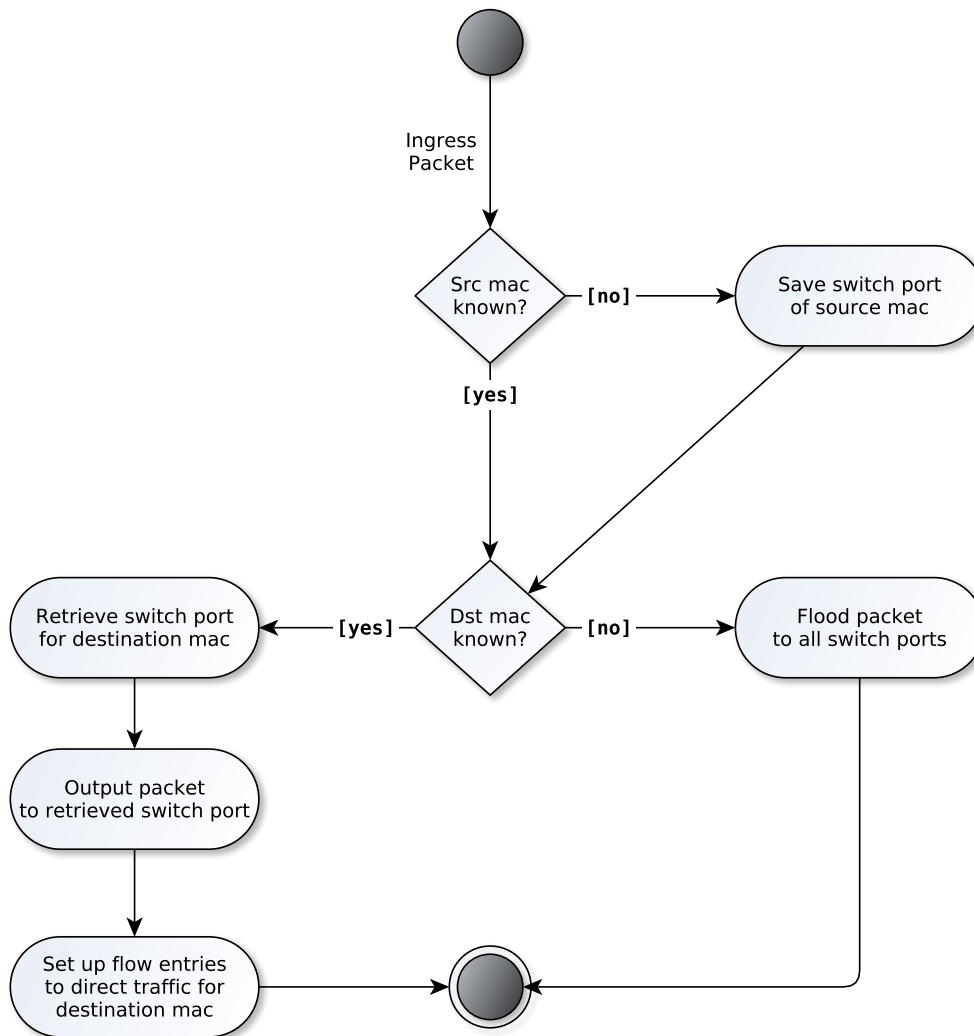 Ingress
Packet
Src mac
known?
[no]
Save switch port
of source mac
[yes]
Retrieve switch port
for destination mac
[yes]
Dst mac
known?
[no]
Flood packet
to all switch ports
Output packet
to retrieved switch port
Set up flow entries
to direct traffic for
destination mac